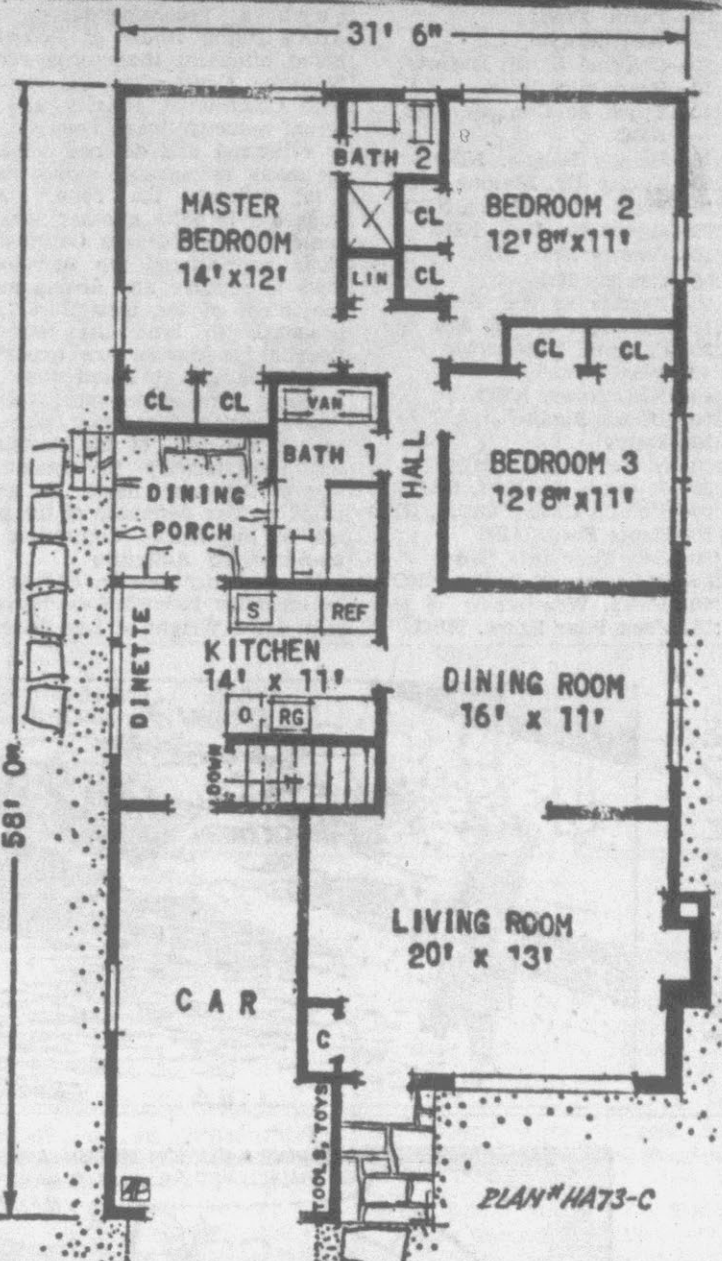 31' 6"
BATH 2
MASTER
BEDROOM
14' x 12'
CL
BEDROOM 2
12'8" x 11'
LIN
CL
CL
CL
CL
CL
VAN
BATH 1
HALL
BEDROOM 3
12'8" x 11'
DINING
PORCH
S
REF
DINETTE
KITCHEN
14' x 11'
DINING ROOM
16' x 11'
O
RG
DOWN
58' 0"
LIVING ROOM
20' x 13'
CAR
C
TOOLS, TOYS
PLAN # HA73-C